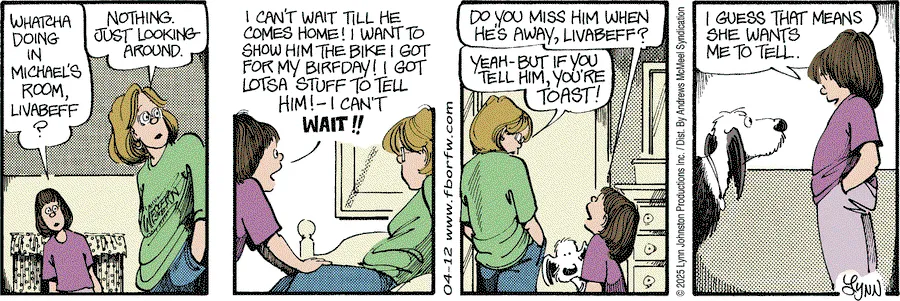 WHATCHA
DOING
IN
MICHAEL'S
ROOM,
LIVABEFF
?
NOTHING.
JUST LOOKING
AROUND.
WESTERN
I CAN'T WAIT TILL HE
COMES HOME! I WANT TO
SHOW HIM THE BIKE I GOT
FOR MY BIRFDAY! I GOT
LOTSA STUFF TO TELL
HIM! - I CAN'T
WAIT!!
04-12 www.fborfw.com
DO YOU MISS HIM WHEN
HE'S AWAY, LIVABEFF?
YEAH-BUT IF YOU
TELL HIM, YOU'RE
TOAST!
© 2025 Lynn Johnston Productions Inc. / Dist. By Andrews McMeel Syndication
I GUESS THAT MEANS
SHE WANTS
ME TO TELL.
LYNN